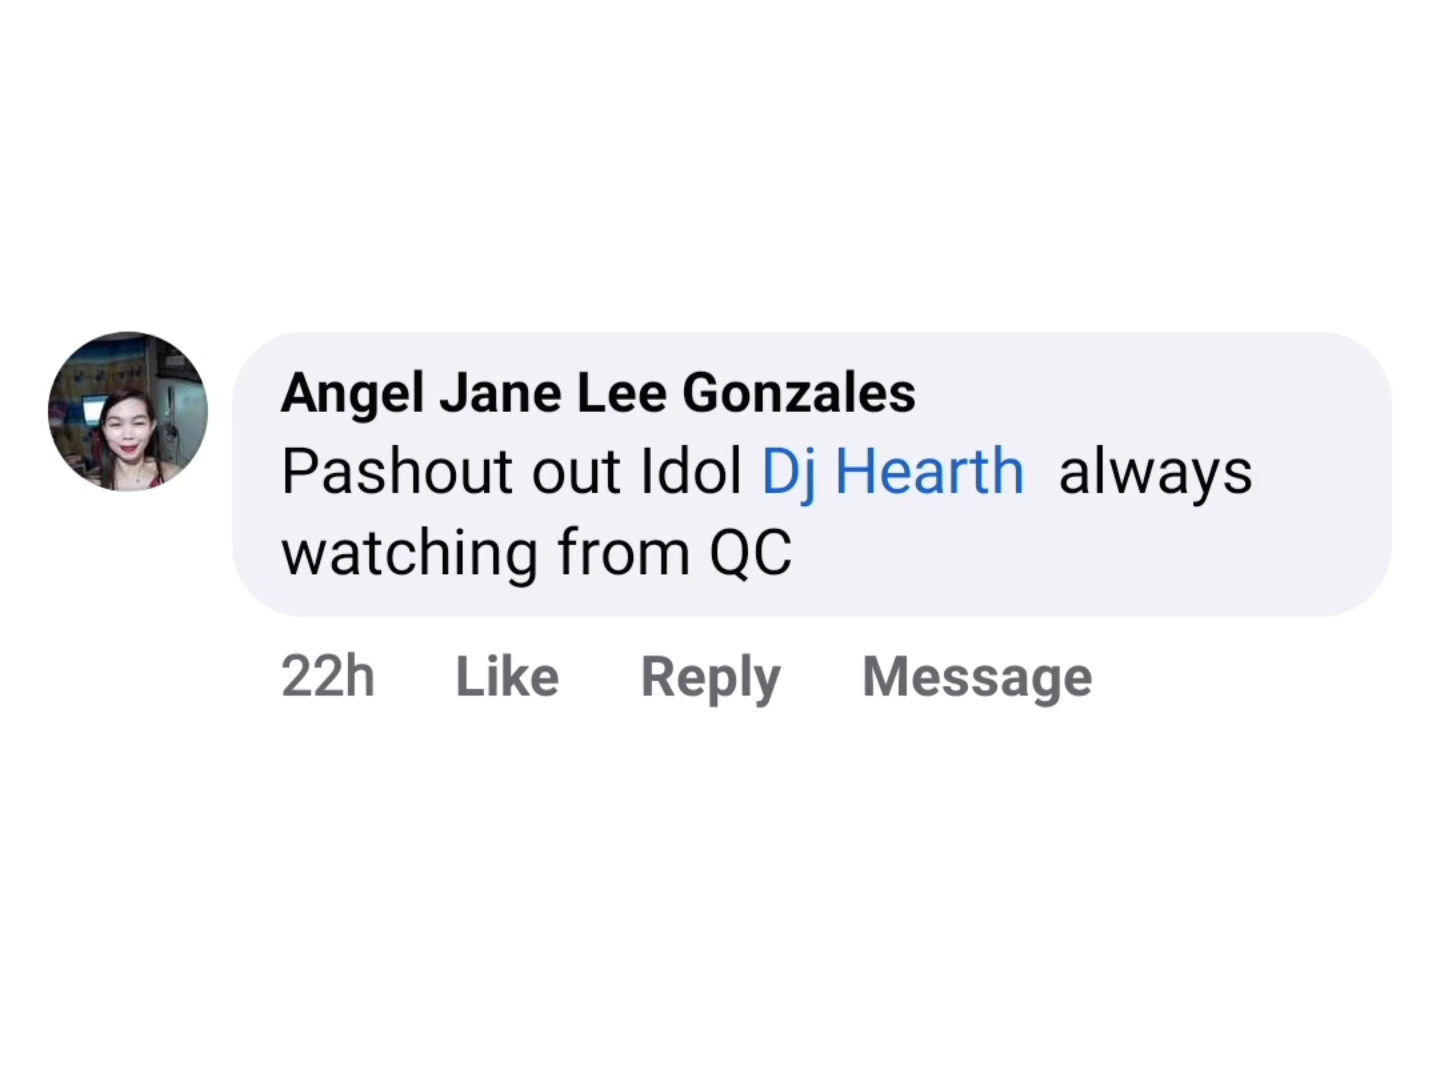 Angel Jane Lee Gonzales
Pashout out Idol Dj Hearth always
watching from QC
22h Like Reply Message